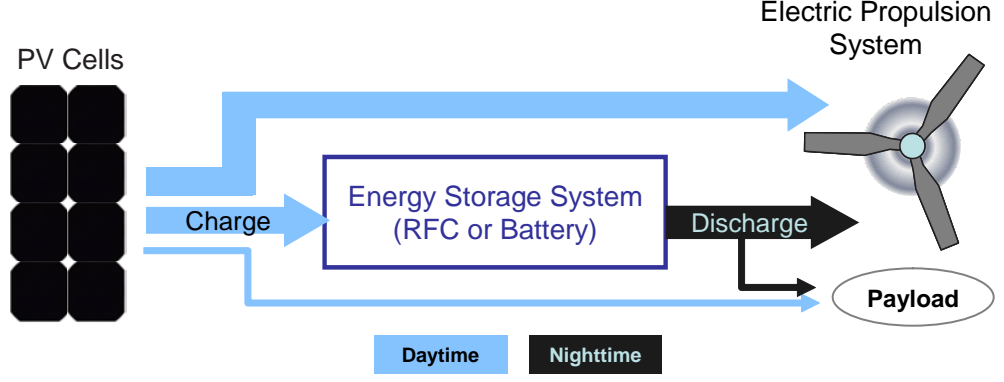 Electric Propulsion
System
PV Cells
Charge
Energy Storage System
(RFC or Battery)
Discharge
Payload
Daytime
Nighttime